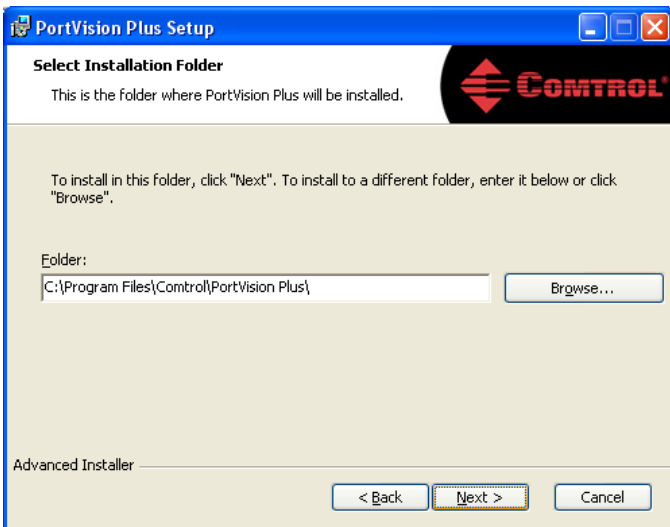 PortVision Plus Setup
Select Installation Folder
This is the folder where PortVision Plus will be installed.
COMTROL®
To install in this folder, click "Next". To install to a different folder, enter it below or click
"Browse".
Folder:
C:\Program Files\Comtrol\PortVision Plus\
Browse...
Advanced Installer
< Back
Next >
Cancel